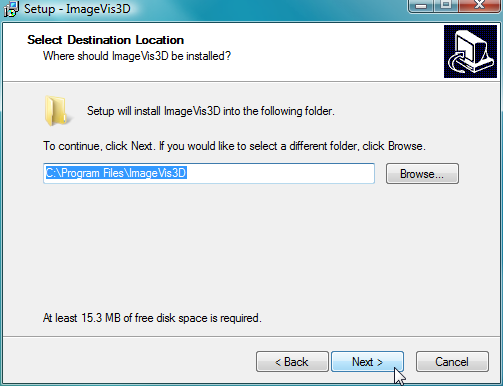 Setup - ImageVis3D
Select Destination Location
Where should ImageVis3D be installed?
Setup will install ImageVis3D into the following folder.
To continue, click Next. If you would like to select a different folder, click Browse.
C:\Program Files\ImageVis3D
Browse...
At least 15.3 MB of free disk space is required.
< Back
Next >
Cancel